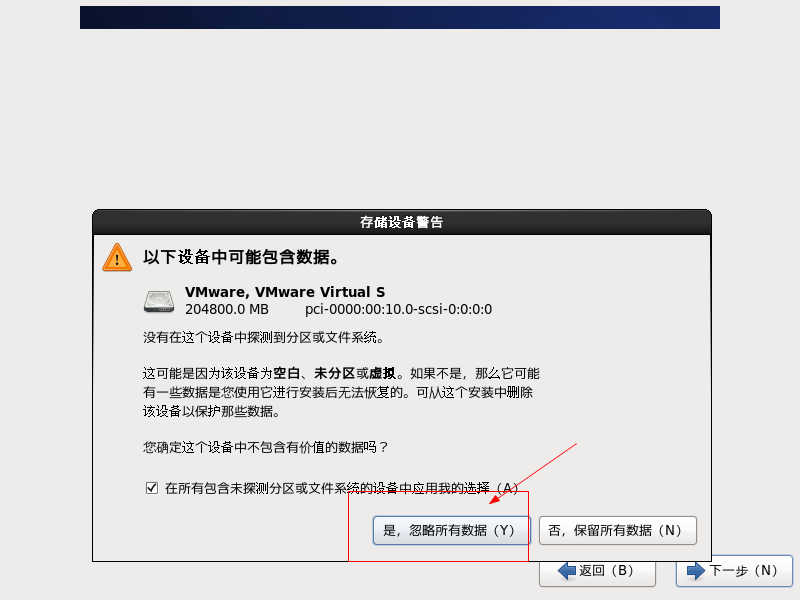 存储设备警告
以下设备中可能包含数据。
VMware, VMware Virtual S
204800.0 MB pci-0000:00:10.0-scsi-0:0:0:0
没有在这个设备中探测到分区或文件系统。
这可能是因为该设备为空白、未分区或虚拟。如果不是，那么它可能
有一些数据是您使用它进行安装后无法恢复的。可从这个安装中删除
该设备以保护那些数据。
您确定这个设备中不包含有价值的数据吗？
在所有包含未探测分区或文件系统的设备中应用我的选择（A）
是，忽略所有数据（Y） 否，保留所有数据（N）
返回（B） 下一步（N）